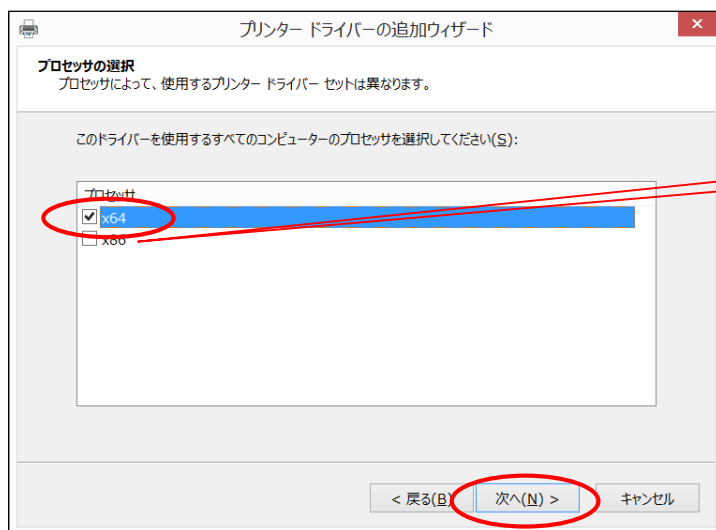 プリンター ドライバーの追加ウィザード
プロセッサの選択
プロセッサによって、使用するプリンター ドライバー セットは異なります。
このドライバーを使用するすべてのコンピューターのプロセッサを選択してください(S):
プロセッサ
x64
x86
< 戻る(B)
次へ(N) >
キャンセル